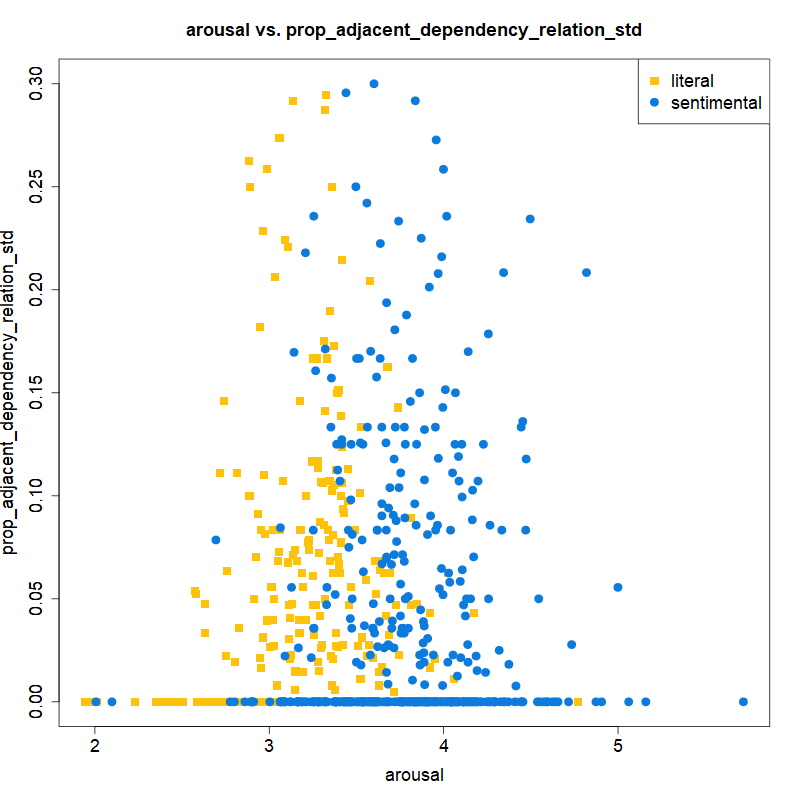 arousal vs. prop_adjacent_dependency_relation_std
literal
sentimental
prop_adjacent_dependency_relation_std
0.30
0.25
0.20
0.15
0.10
0.05
0.00
2 3 4 5
arousal